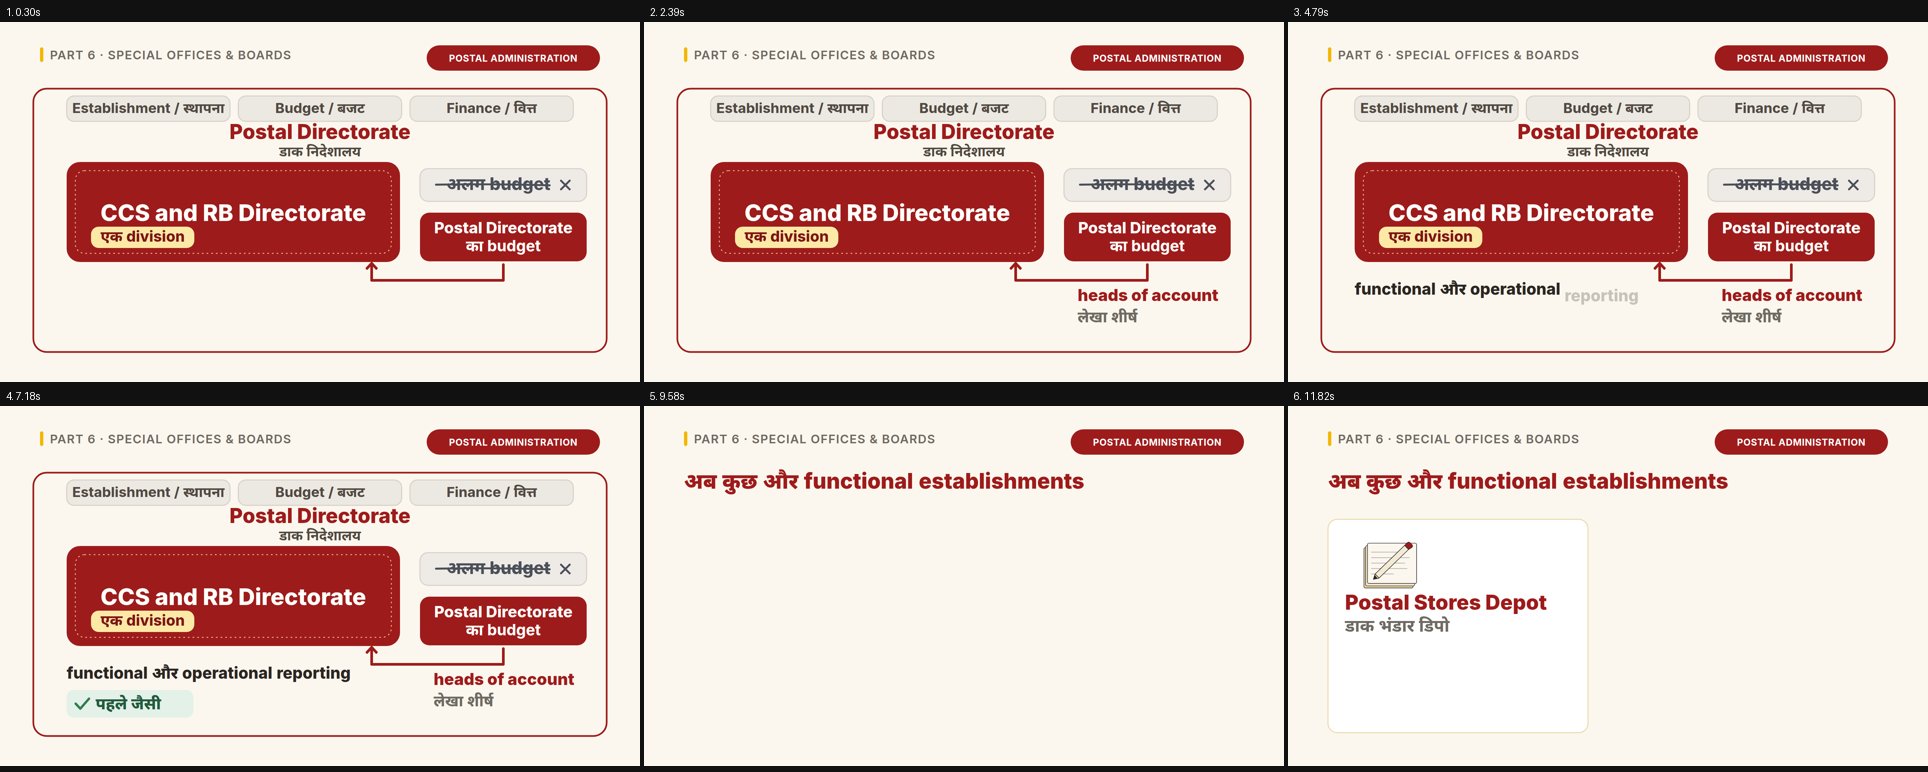 1. 0.30s
PART 6 · SPECIAL OFFICES & BOARDS
POSTAL ADMINISTRATION
Establishment / स्थापना
Budget / बजट
Finance / वित्त
Postal Directorate
डाक निदेशालय
CCS and RB Directorate
एक division
अलग budget ✕
Postal Directorate
का budget
2. 2.39s
PART 6 · SPECIAL OFFICES & BOARDS
POSTAL ADMINISTRATION
Establishment / स्थापना
Budget / बजट
Finance / वित्त
Postal Directorate
डाक निदेशालय
CCS and RB Directorate
एक division
अलग budget ✕
Postal Directorate
का budget
heads of account
लेखा शीर्ष
3. 4.79s
PART 6 · SPECIAL OFFICES & BOARDS
POSTAL ADMINISTRATION
Establishment / स्थापना
Budget / बजट
Finance / वित्त
Postal Directorate
डाक निदेशालय
CCS and RB Directorate
एक division
अलग budget ✕
Postal Directorate
का budget
functional और operational reporting
heads of account
लेखा शीर्ष
4. 7.18s
PART 6 · SPECIAL OFFICES & BOARDS
POSTAL ADMINISTRATION
Establishment / स्थापना
Budget / बजट
Finance / वित्त
Postal Directorate
डाक निदेशालय
CCS and RB Directorate
एक division
अलग budget ✕
Postal Directorate
का budget
functional और operational reporting
✓ पहले जैसी
heads of account
लेखा शीर्ष
5. 9.58s
PART 6 · SPECIAL OFFICES & BOARDS
POSTAL ADMINISTRATION
अब कुछ और functional establishments
6. 11.82s
PART 6 · SPECIAL OFFICES & BOARDS
POSTAL ADMINISTRATION
अब कुछ और functional establishments
Postal Stores Depot
डाक भंडार डिपो